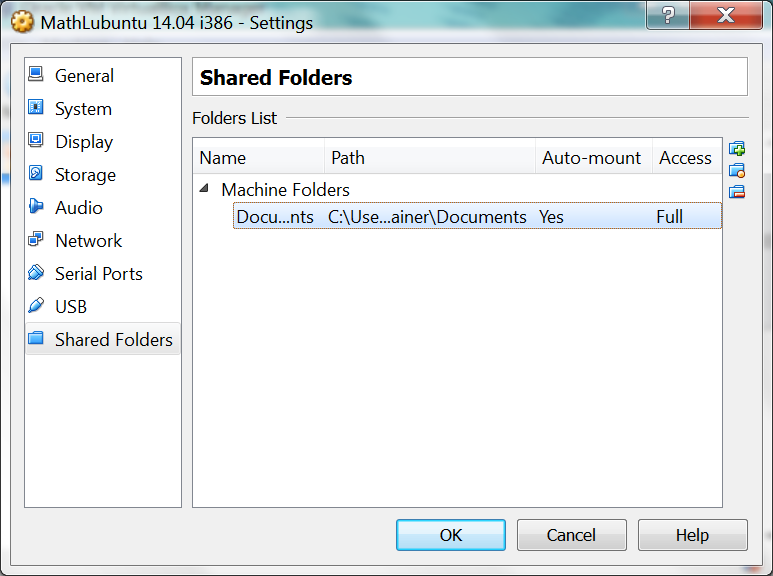 MathLubuntu 14.04 i386 - Settings
?
General
System
Display
Storage
Audio
Network
Serial Ports
USB
Shared Folders
Shared Folders
Folders List
Name Path Auto-mount Access
Machine Folders
Docu...nts C:\Use...ainer\Documents Yes Full
OK Cancel Help